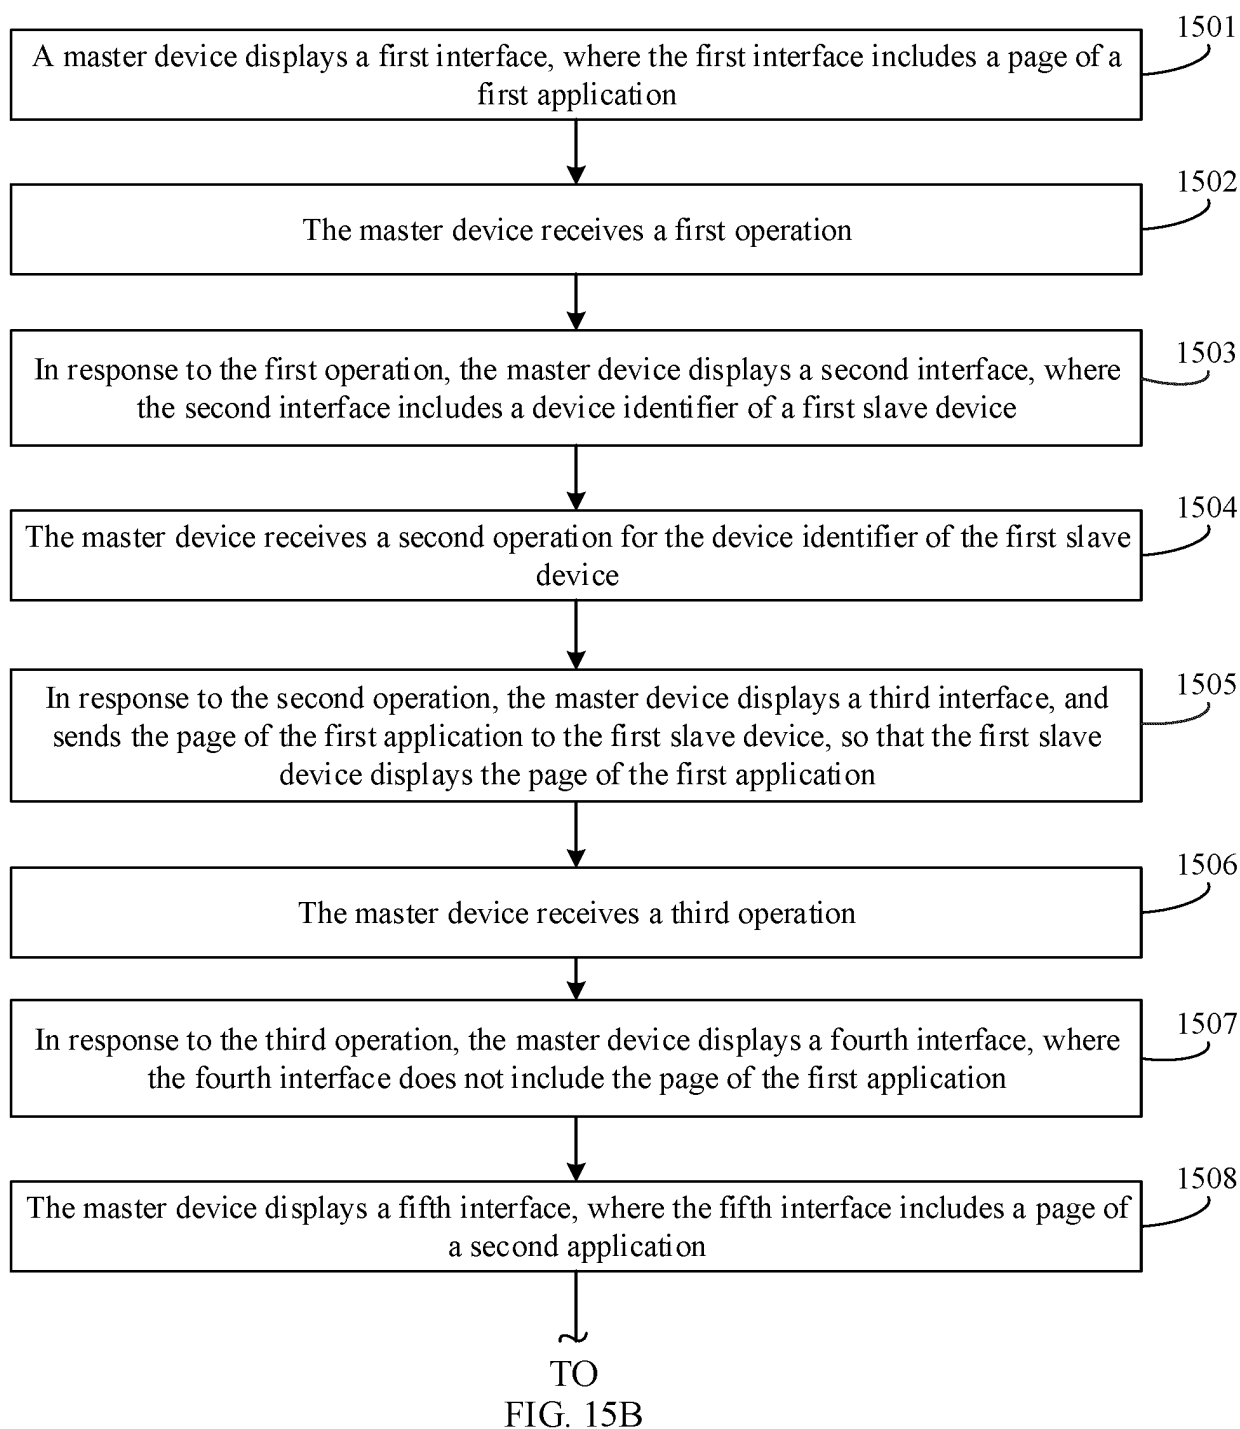 1501
A master device displays a first interface, where the first interface includes a page of a
first application
1502
The master device receives a first operation
1503
In response to the first operation, the master device displays a second interface, where
the second interface includes a device identifier of a first slave device
1504
The master device receives a second operation for the device identifier of the first slave
device
1505
In response to the second operation, the master device displays a third interface, and
sends the page of the first application to the first slave device, so that the first slave
device displays the page of the first application
1506
The master device receives a third operation
1507
In response to the third operation, the master device displays a fourth interface, where
the fourth interface does not include the page of the first application
1508
The master device displays a fifth interface, where the fifth interface includes a page of
a second application
TO
FIG. 15B